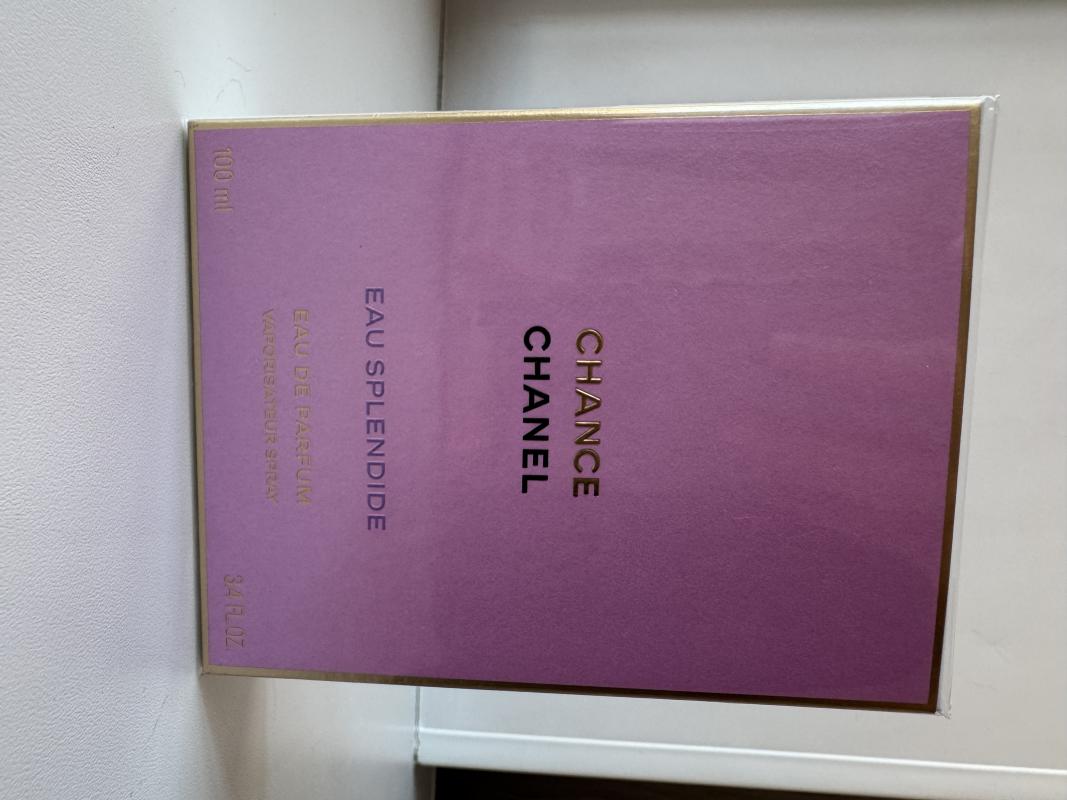 CHANCE
CHANEL
EAU SPLENDIDE
EAU DE PARFUM
VAPORISATEUR SPRAY
100 ml
3.4 FL. OZ.